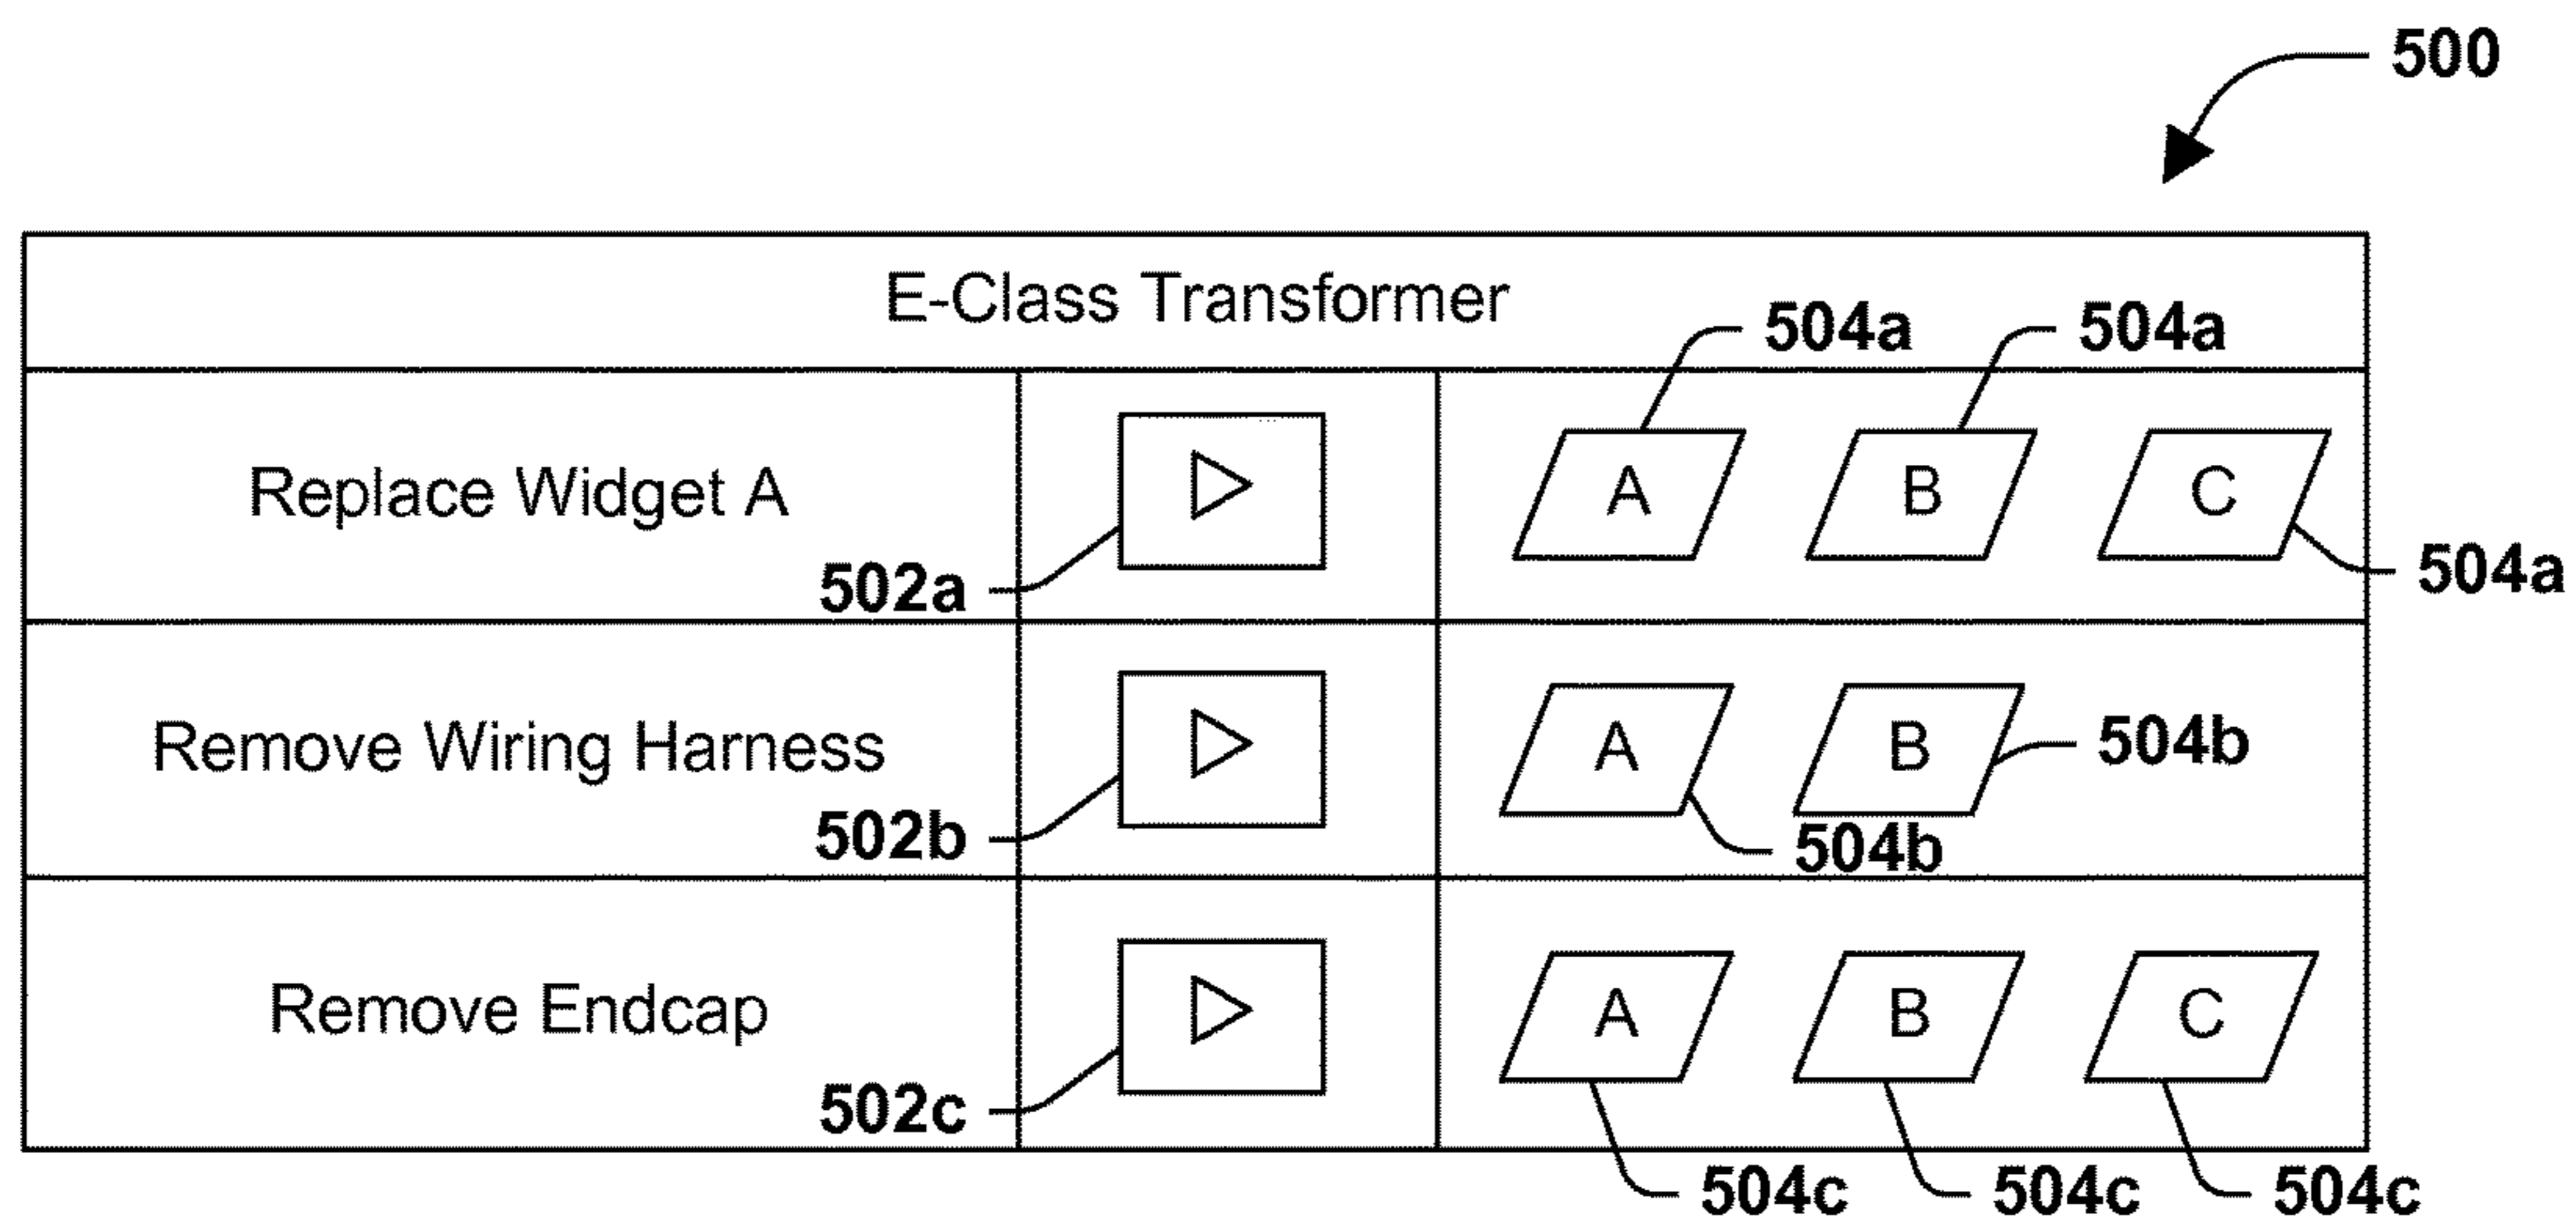 500
E-Class Transformer
504a 504a
Replace Widget A
A B C
502a
504a
Remove Wiring Harness
A B
504b
502b
504b
Remove Endcap
A B C
502c
504c 504c 504c